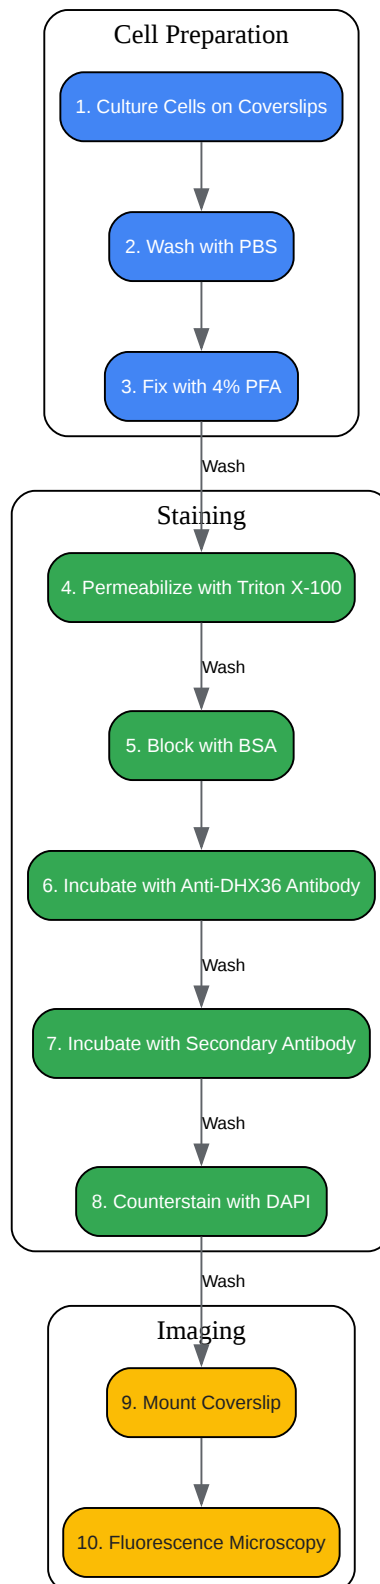 Cell Preparation
1. Culture Cells on Coverslips
2. Wash with PBS
3. Fix with 4% PFA
Wash
Staining
4. Permeabilize with Triton X-100
Wash
5. Block with BSA
6. Incubate with Anti-DHX36 Antibody
Wash
7. Incubate with Secondary Antibody
Wash
8. Counterstain with DAPI
Wash
Imaging
9. Mount Coverslip
10. Fluorescence Microscopy